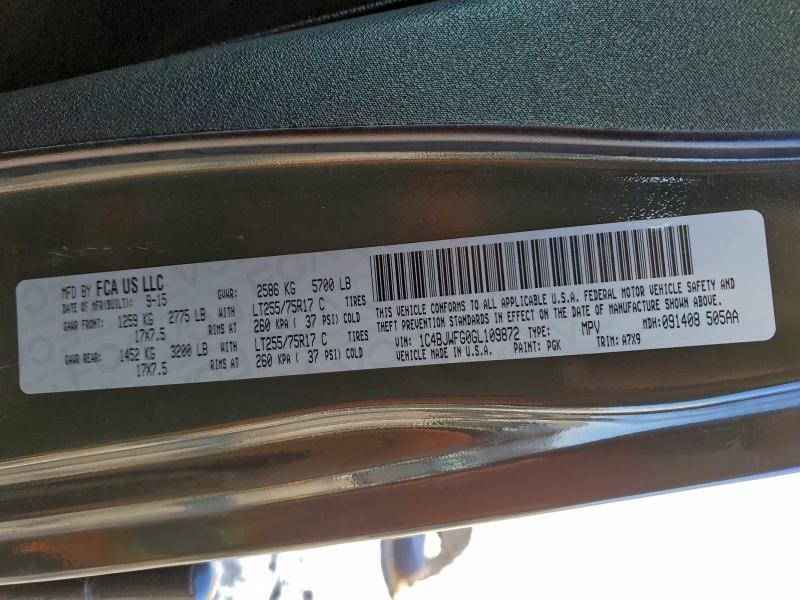 MFD BY FCA US LLC
DATE OF MFR(BUILT): 9-15 GVWR: 2586 KG 5700 LB
GAWR FRONT: 1259 KG 2775 LB WITH LT255/75R17 C TIRES
17X7.5 RIMS AT 260 KPA ( 37 PSI) COLD
GAWR REAR: 1452 KG 3200 LB WITH LT255/75R17 C TIRES
17X7.5 RIMS AT 260 KPA ( 37 PSI) COLD
THIS VEHICLE CONFORMS TO ALL APPLICABLE U.S.A. FEDERAL MOTOR VEHICLE SAFETY AND
THEFT PREVENTION STANDARDS IN EFFECT ON THE DATE OF MANUFACTURE SHOWN ABOVE.
VIN: 1C4BJWFG0GL109872 TYPE: MPV MDH: 091408 505AA
VEHICLE MADE IN U.S.A. PAINT: PGK TRIM: A7X9